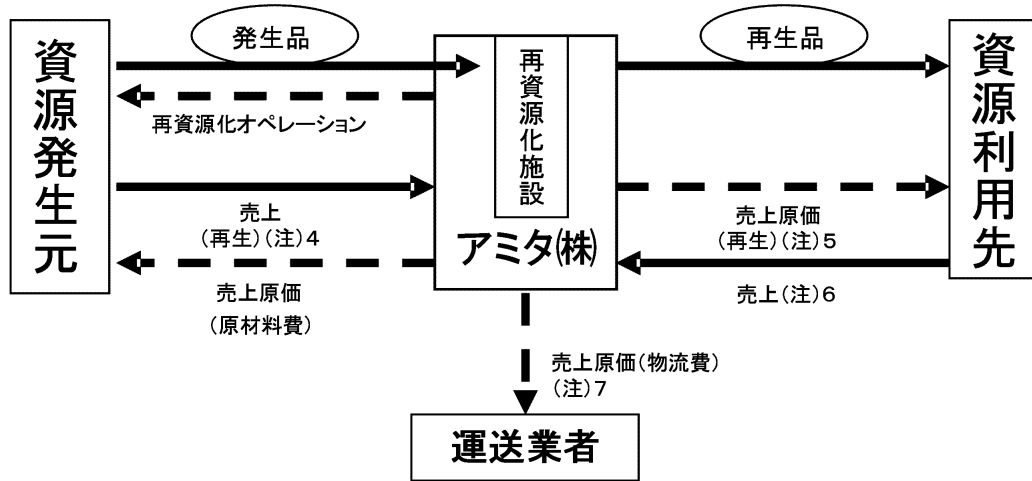 発生品
再生品
資源発生元
再資源化施設
アミタ㈱
資源利用先
再資源化オペレーション
売上
(再生)(注)4
売上原価
(原材料費)
売上原価
(再生)(注)5
売上(注)6
売上原価(物流費)
(注)7
運送業者